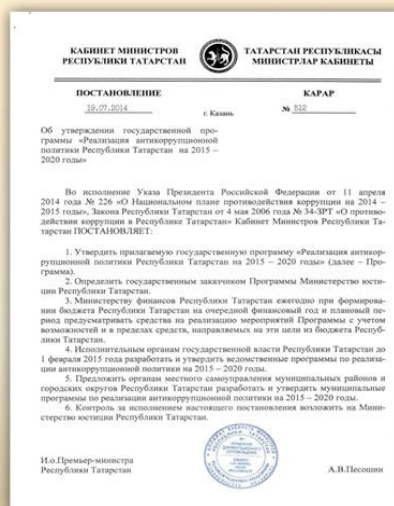 КАБИНЕТ МИНИСТРОВ
РЕСПУБЛИКИ ТАТАРСТАН
ТАТАРСТАН РЕСПУБЛИКАСЫ
МИНИСТРЛАР КАБИНЕТЫ
ПОСТАНОВЛЕНИЕ
КАРАР
19.07.2014
г. Казань
№ 512
Об утверждении государственной про-
граммы «Реализация антикоррупционной
политики Республики Татарстан на 2015 –
2020 годы»
Во исполнение Указа Президента Российской Федерации от 11 апреля
2014 года № 226 «О Национальном плане противодействия коррупции на 2014 –
2015 годы», Закона Республики Татарстан от 4 мая 2006 года № 34-ЗРТ «О противо-
действии коррупции в Республике Татарстан» Кабинет Министров Республики Та-
тарстан ПОСТАНОВЛЯЕТ:
1. Утвердить прилагаемую государственную программу «Реализация антикор-
рупционной политики Республики Татарстан на 2015 – 2020 годы» (далее – Про-
грамма).
2. Определить государственным заказчиком Программы Министерство юсти-
ции Республики Татарстан.
3. Министерству финансов Республики Татарстан ежегодно при формирова-
нии бюджета Республики Татарстан на очередной финансовый год и плановый пе-
риод предусматривать средства на реализацию мероприятий Программы с учетом
возможностей и в пределах средств, направляемых на эти цели из бюджета Респуб-
лики Татарстан.
4. Исполнительным органам государственной власти Республики Татарстан до
1 февраля 2015 года разработать и утвердить ведомственные программы по реализа-
ции антикоррупционной политики на 2015 – 2020 годы.
5. Предложить органам местного самоуправления муниципальных районов и
городских округов Республики Татарстан разработать и утвердить муниципальные
программы по реализации антикоррупционной политики на 2015 – 2020 годы.
6. Контроль за исполнением настоящего постановления возложить на Мини-
стерство юстиции Республики Татарстан.
И.о.Премьер-министра
Республики Татарстан
А.В.Песошин